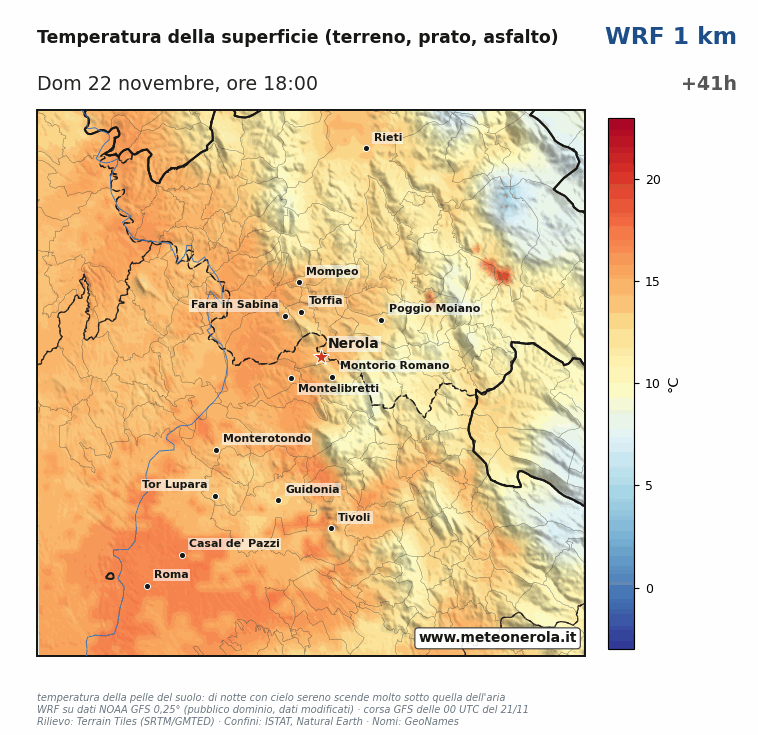 Temperatura della superficie (terreno, prato, asfalto)
WRF 1 km
Dom 22 novembre, ore 18:00
+41h
Rieti
Mompeo
Fara in Sabina
Toffia
Poggio Moiano
Nerola
Montorio Romano
Montelibretti
Monterotondo
Tor Lupara
Guidonia
Tivoli
Casal de' Pazzi
Roma
www.meteonerola.it
20
15
10
5
0
°C
temperatura della pelle del suolo: di notte con cielo sereno scende molto sotto quella dell'aria
WRF su dati NOAA GFS 0,25° (pubblico dominio, dati modificati) · corsa GFS delle 00 UTC del 21/11
Rilievo: Terrain Tiles (SRTM/GMTED) · Confini: ISTAT, Natural Earth · Nomi: GeoNames